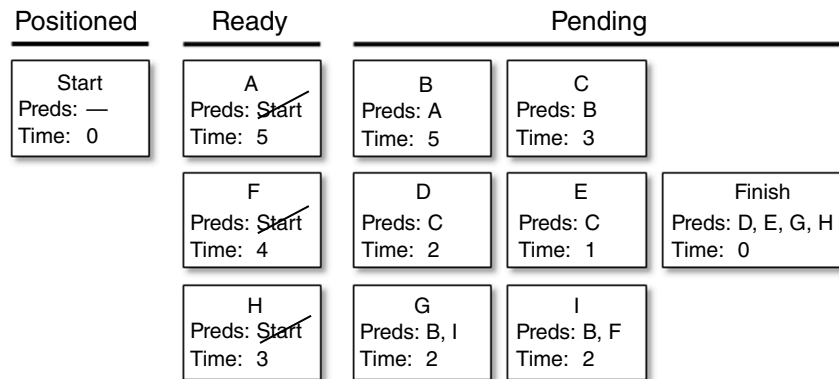 Positioned
Ready
Pending
Start
Preds: —
Time: 0
A
Preds: Start
Time: 5
B
Preds: A
Time: 5
C
Preds: B
Time: 3
F
Preds: Start
Time: 4
D
Preds: C
Time: 2
E
Preds: C
Time: 1
Finish
Preds: D, E, G, H
Time: 0
H
Preds: Start
Time: 3
G
Preds: B, I
Time: 2
I
Preds: B, F
Time: 2